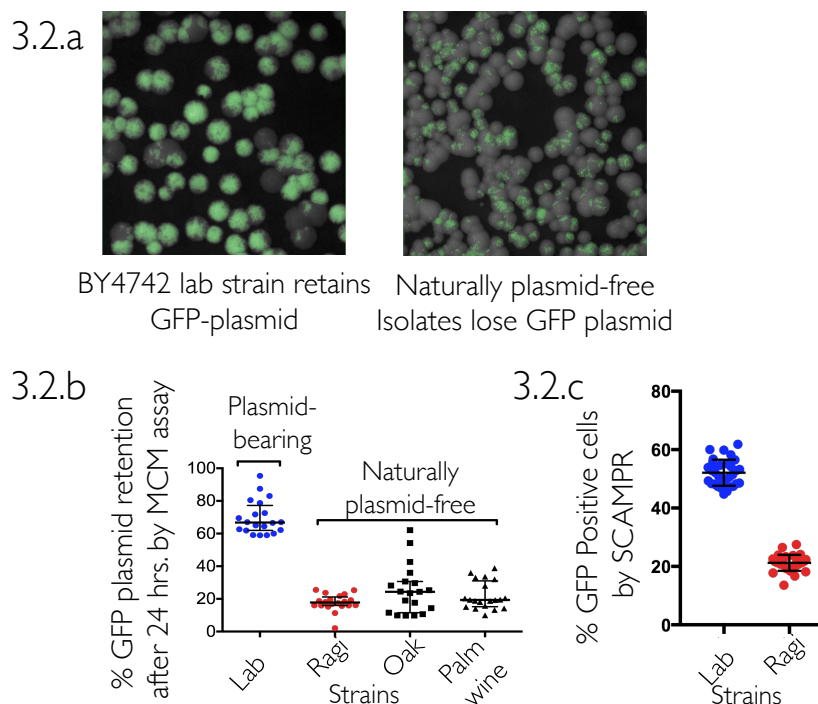 3.2.a
BY4742 lab strain retains
GFP-plasmid
Naturally plasmid-free
Isolates lose GFP plasmid
3.2.b
% GFP plasmid retention
after 24 hrs. by MCM assay
Plasmid-
bearing
Naturally
plasmid-free
100
80
60
40
20
0
Lab
Ragi
Oak
Palm
wine
Strains
3.2.c
% GFP Positive cells
by SCAMPR
80
60
40
20
0
Lab
Ragi
Strains